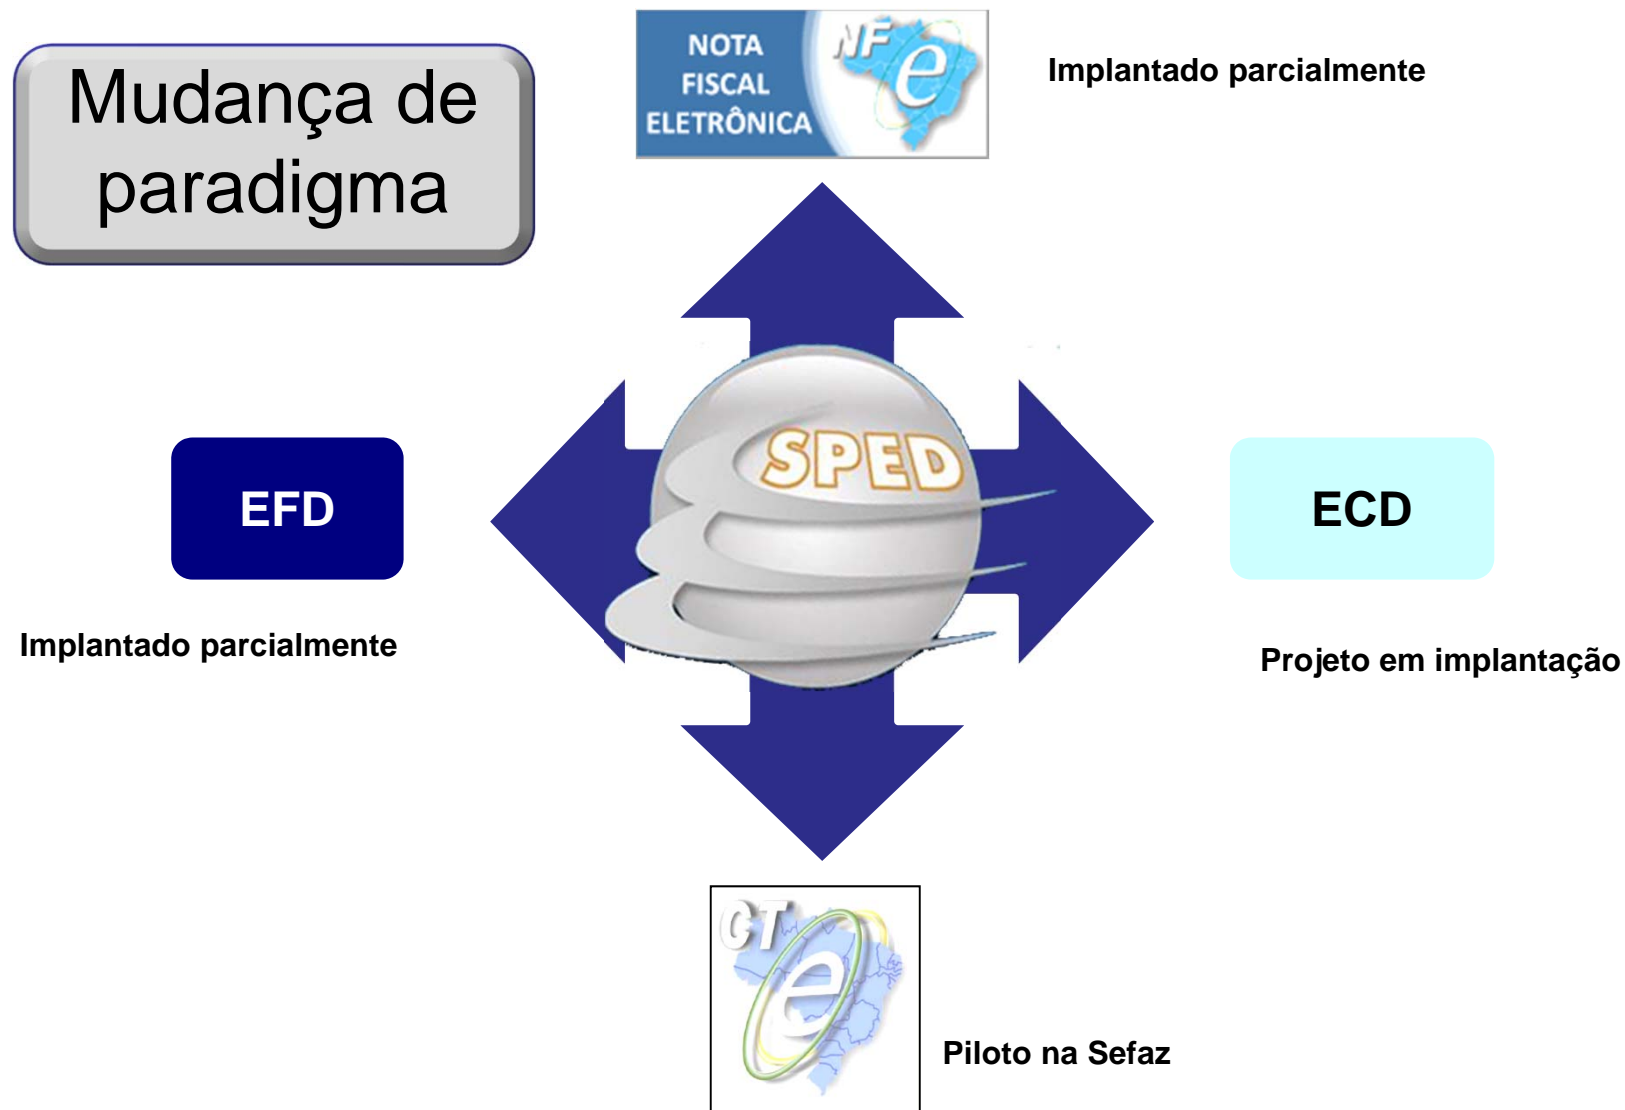 Mudança de
paradigma
NOTA
FISCAL
ELETRÔNICA
NF
e
Implantado parcialmente
SPED
EFD
ECD
Implantado parcialmente
Projeto em implantação
CT
e
Piloto na Sefaz